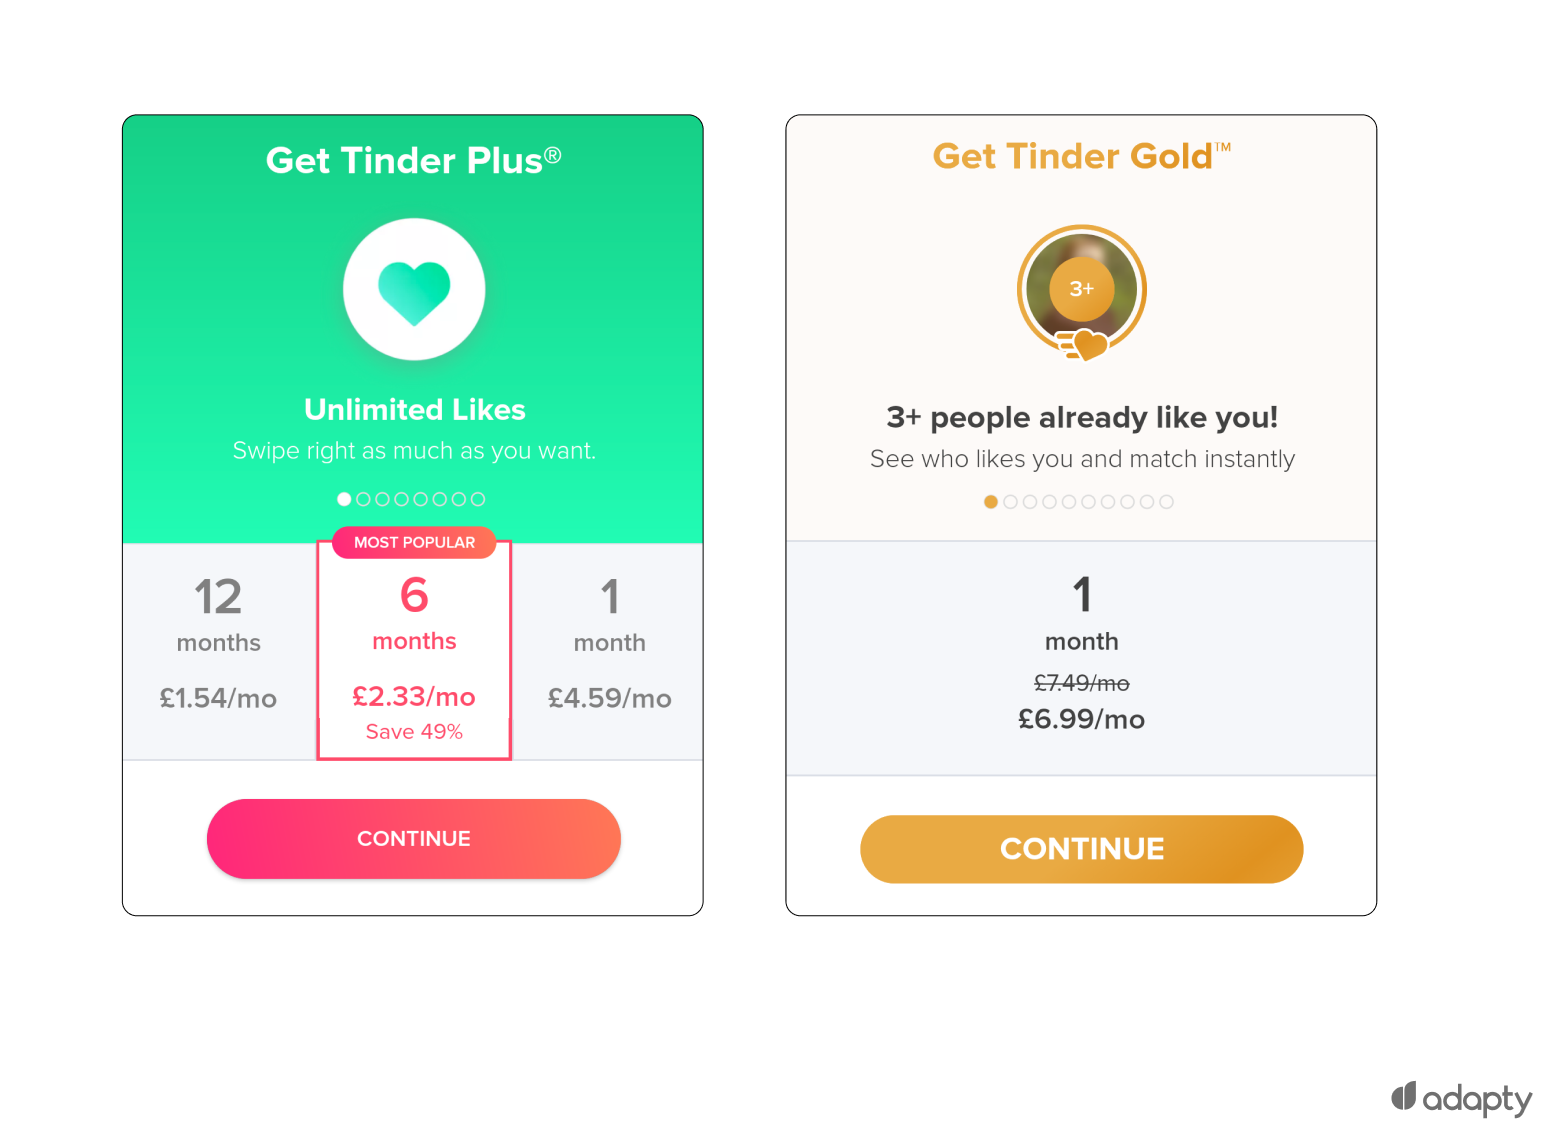 Get Tinder Plus®
Unlimited Likes
Swipe right as much as you want.
MOST POPULAR
12
months
£1.54/mo
6
months
£2.33/mo
Save 49%
1
month
£4.59/mo
CONTINUE
Get Tinder Gold™
3+
3+ people already like you!
See who likes you and match instantly
1
month
£7.49/mo
£6.99/mo
CONTINUE
adapty